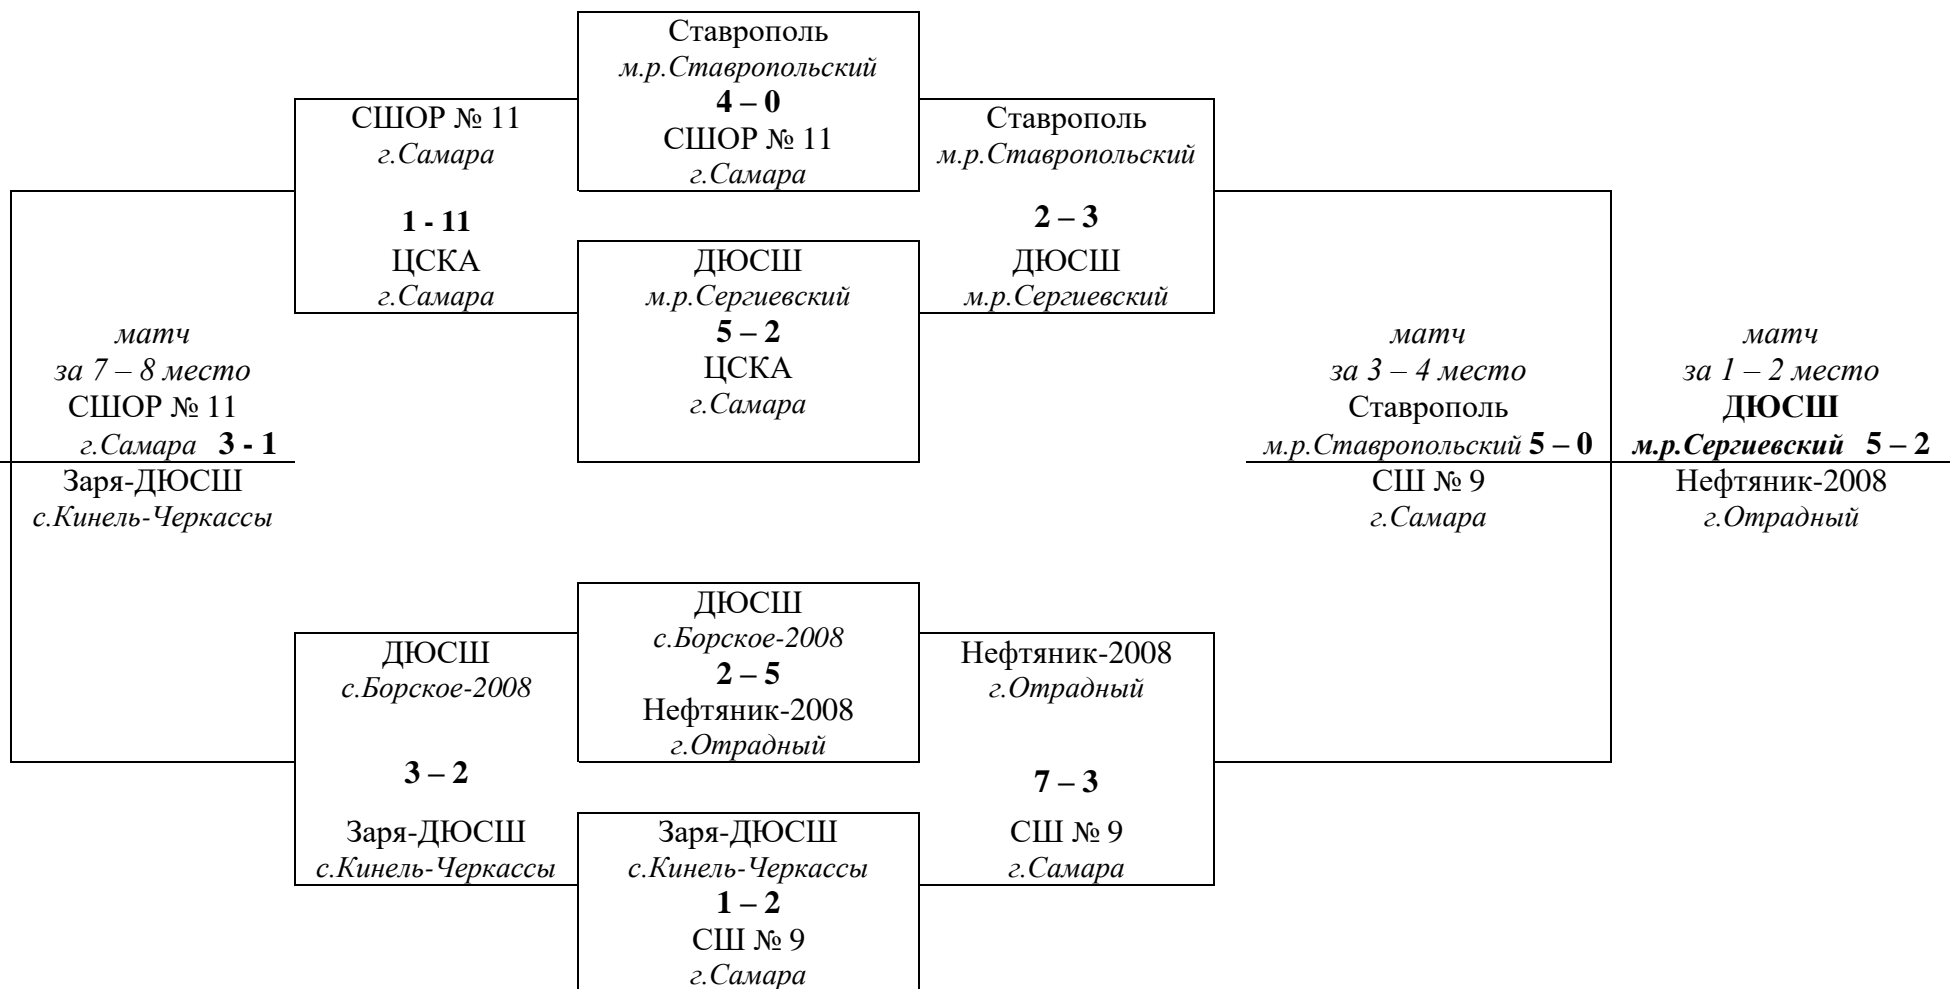 Ставрополь
м.р.Ставропольский
4 – 0
СШОР № 11
г.Самара
СШОР № 11
г.Самара
1 - 11
ЦСКА
г.Самара
Ставрополь
м.р.Ставропольский
2 – 3
ДЮСШ
м.р.Сергиевский
ДЮСШ
м.р.Сергиевский
5 – 2
ЦСКА
г.Самара
матч
за 7 – 8 место
СШОР № 11
г.Самара 3 - 1
Заря-ДЮСШ
с.Кинель-Черкассы
матч
за 3 – 4 место
Ставрополь
м.р.Ставропольский 5 – 0
СШ № 9
г.Самара
матч
за 1 – 2 место
ДЮСШ
м.р.Сергиевский 5 – 2
Нефтяник-2008
г.Отрадный
ДЮСШ
с.Борское-2008
2 – 5
Нефтяник-2008
г.Отрадный
ДЮСШ
с.Борское-2008
3 – 2
Заря-ДЮСШ
с.Кинель-Черкассы
Нефтяник-2008
г.Отрадный
7 – 3
СШ № 9
г.Самара
Заря-ДЮСШ
с.Кинель-Черкассы
1 – 2
СШ № 9
г.Самара